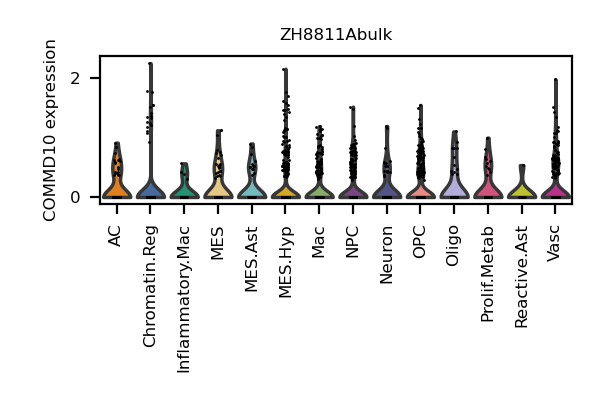 ZH8811Abulk
COMMD10 expression
2
0
AC
Chromatin.Reg
Inflammatory.Mac
MES
MES.Ast
MES.Hyp
Mac
NPC
Neuron
OPC
Oligo
Prolif.Metab
Reactive.Ast
Vasc